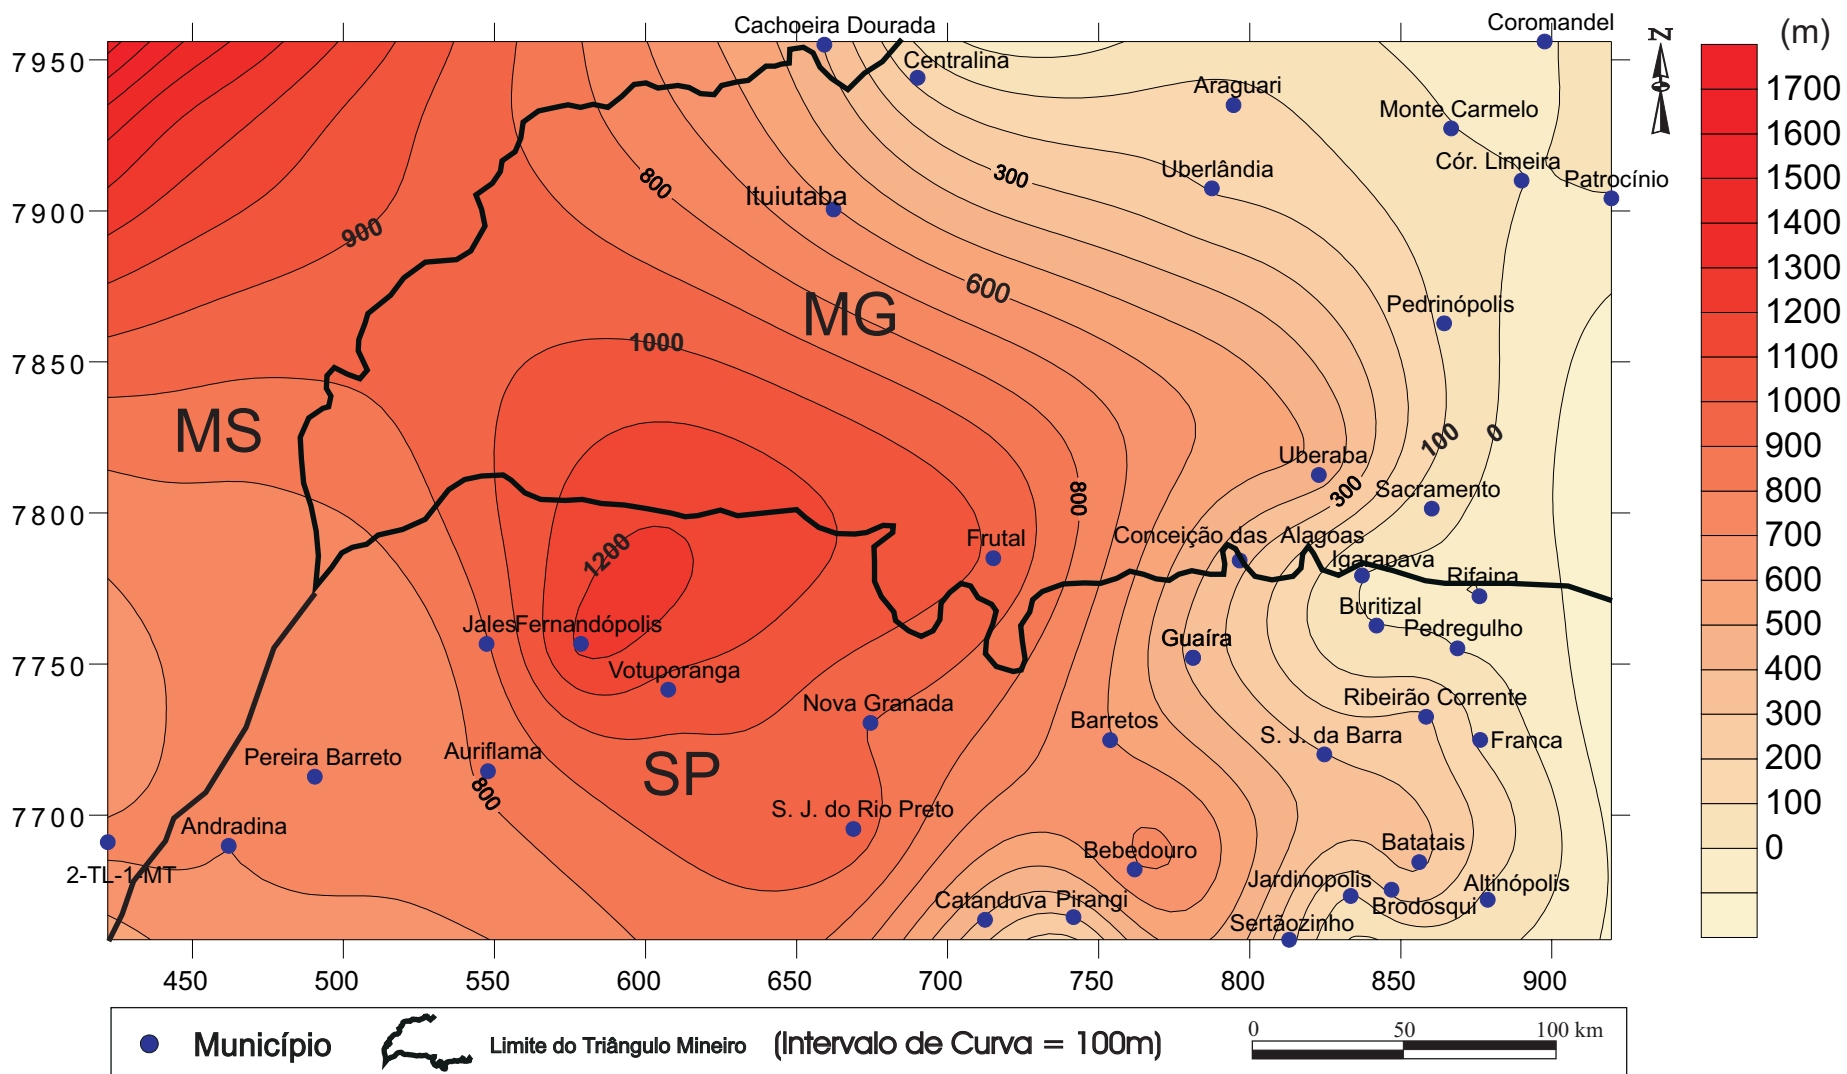 Cachoeira Dourada
Coromandel
(m)
7950
Centralina
N
Araguari
1700
Monte Carmelo
1600
Cór. Limeira
Uberlândia
1500
Patrocínio
300
800
Ituiutaba
7900
1400
900
1300
600
Pedrinópolis
1200
MG
1000
7850
1100
1000
MS
900
100
0
Uberaba
800
300
Sacramento
800
7800
Conceição das Alagoas
Frutal
700
1200
Igarapava
Rifaina
600
Buritizal
Jales
Fernandópolis
Pedregulho
500
Guaíra
7750
Votuporanga
400
Nova Granada
Ribeirão Corrente
300
Barretos
S. J. da Barra
Franca
Auriflama
Pereira Barreto
SP
200
800
100
S. J. do Rio Preto
7700
Andradina
Batatais
0
Bebedouro
2-TL-1-MT
Jardinopolis
Altinópolis
Catanduva
Pirangi
Brodosqui
Sertãozinho
450 500 550 600 650 700 750 800 850 900
0 50 100 km
Município
Limite do Triângulo Mineiro
(Intervalo de Curva = 100m)